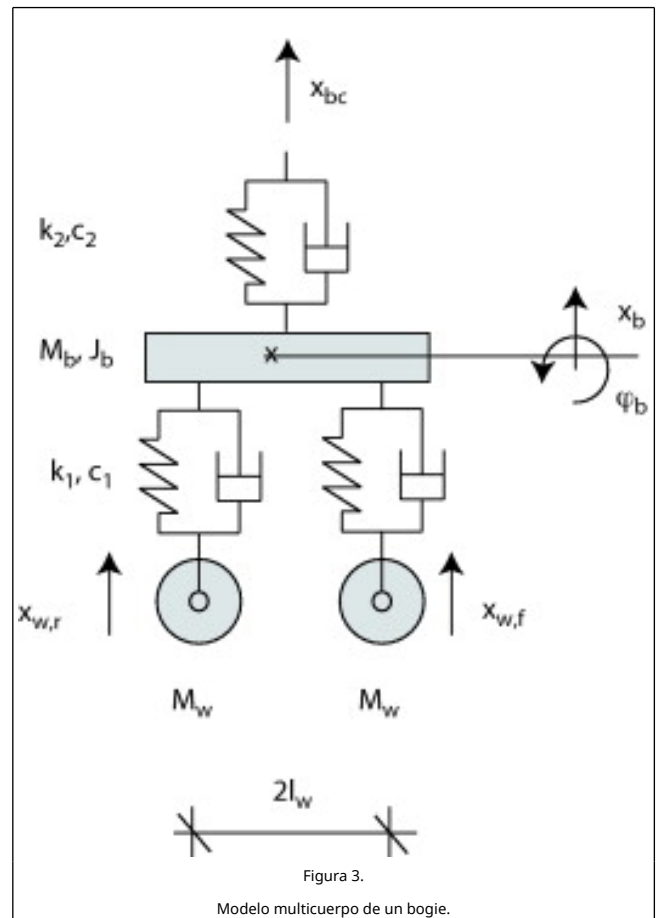 x_bc
k_2,c_2
M_b, J_b
x_b
φ_b
k_1, c_1
x_w,r
x_w,f
M_w M_w
2l_w
Figura 3.
Modelo multicuerpo de un bogie.